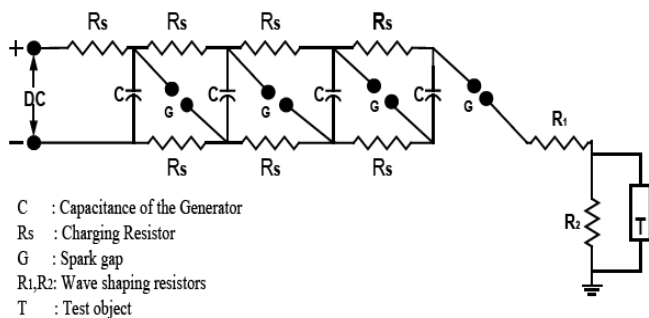 Rs Rs Rs Rs
+
DC
-
C G C G C G C G
R1
Rs Rs Rs
R2 T
C : Capacitance of the Generator
Rs : Charging Resistor
G : Spark gap
R1,R2: Wave shaping resistors
T : Test object